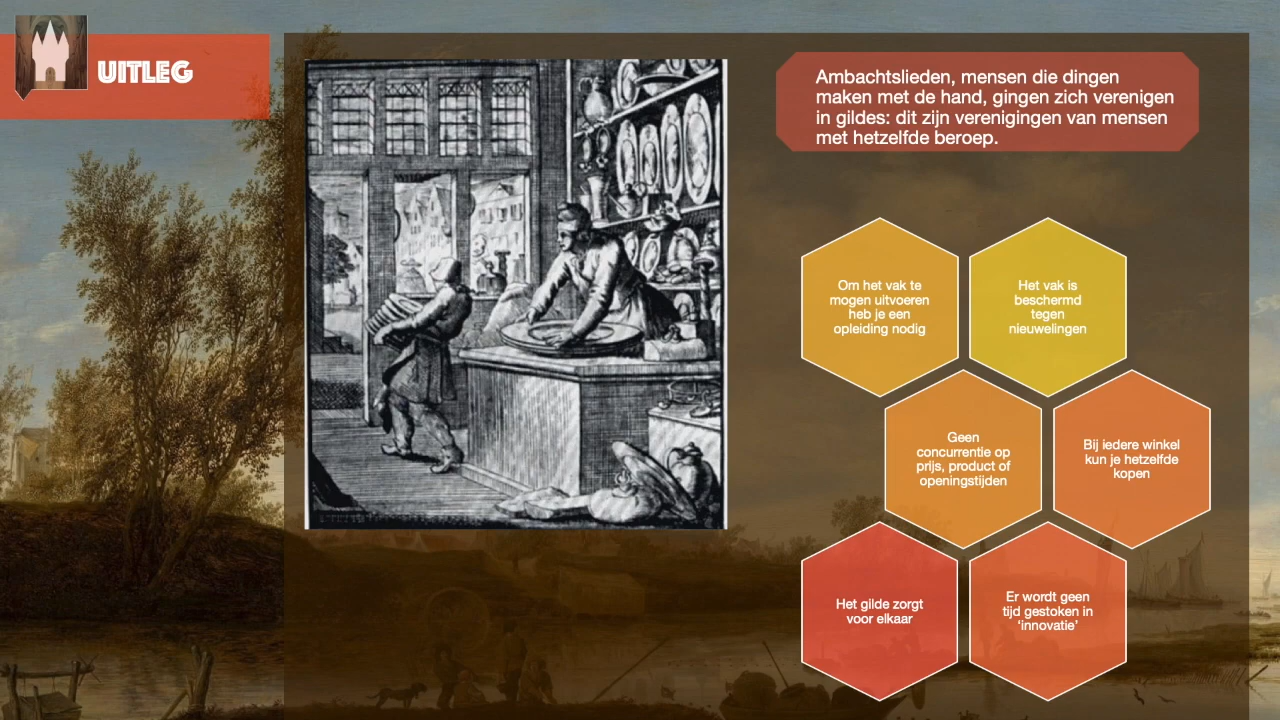 UITLEG
Ambachtslieden, mensen die dingen
maken met de hand, gingen zich verenigen
in gildes: dit zijn verenigingen van mensen
met hetzelfde beroep.
Om het vak te
mogen uitvoeren
heb je een
opleiding nodig
Het vak is
beschermd
tegen
nieuwelingen
Geen
concurrentie op
prijs, product of
openingstijden
Bij iedere winkel
kun je hetzelfde
kopen
Het gilde zorgt
voor elkaar
Er wordt geen
tijd gestoken in
‘innovatie’